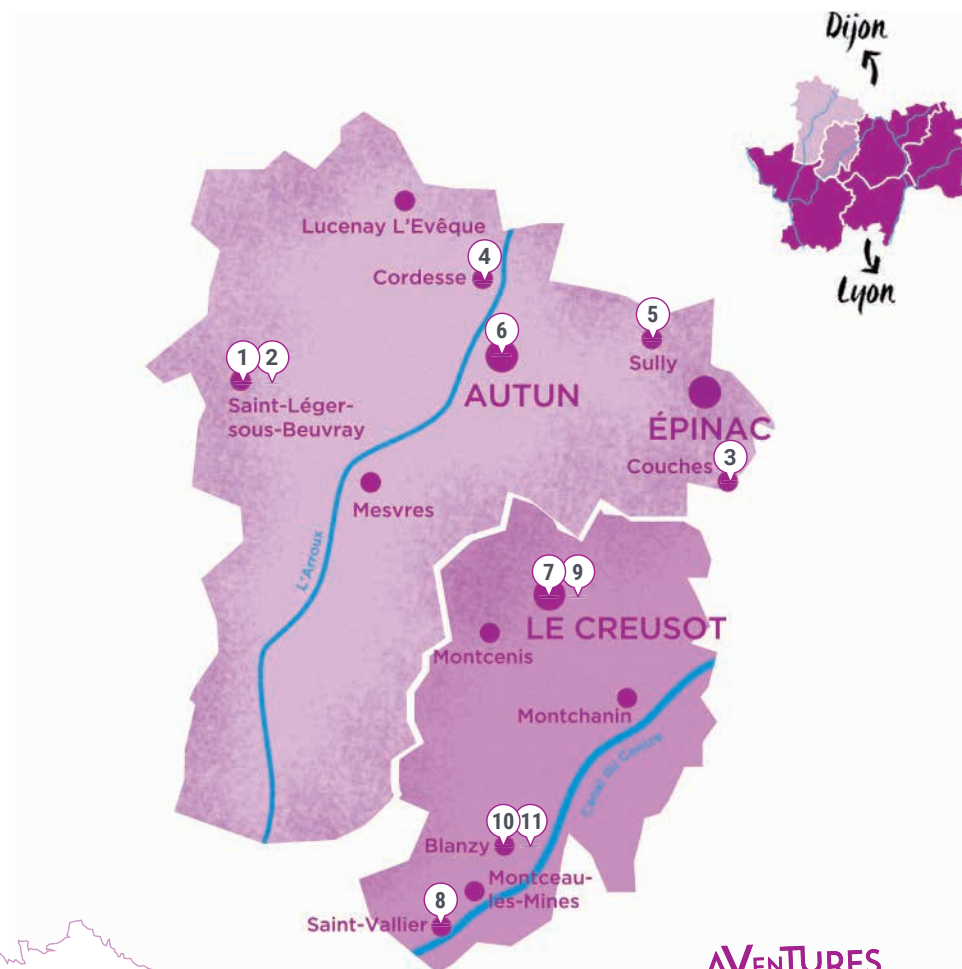 Dijon
Lyon
Lucenay L'Evêque
4
Cordesse
5
6
Sully
1 2
AUTUN
Saint-Léger-
sous-Beuvray
ÉPINAC
Couches 3
Mesvres
L'Arroux
7 9
LE CREUSOT
Montcenis
Montchanin
Canal du Centre
10 11
Blanzy
Montceau-
les-Mines
8
Saint-Vallier
AVENTURES